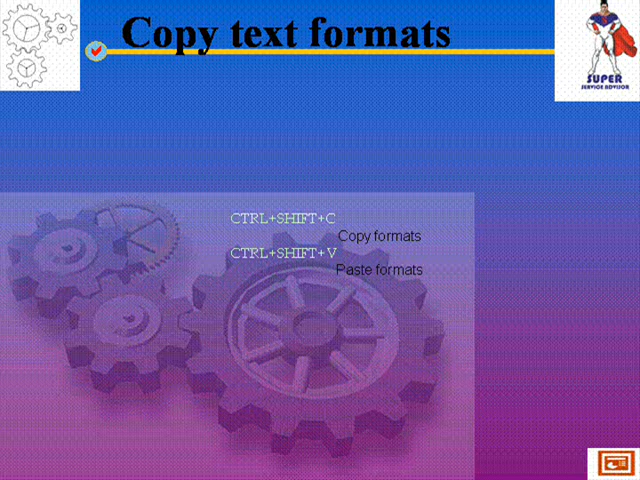 Copy text formats
SUPER
SERVICE ADVISOR
CTRL+SHIFT+C
Copy formats
CTRL+SHIFT+V
Paste formats